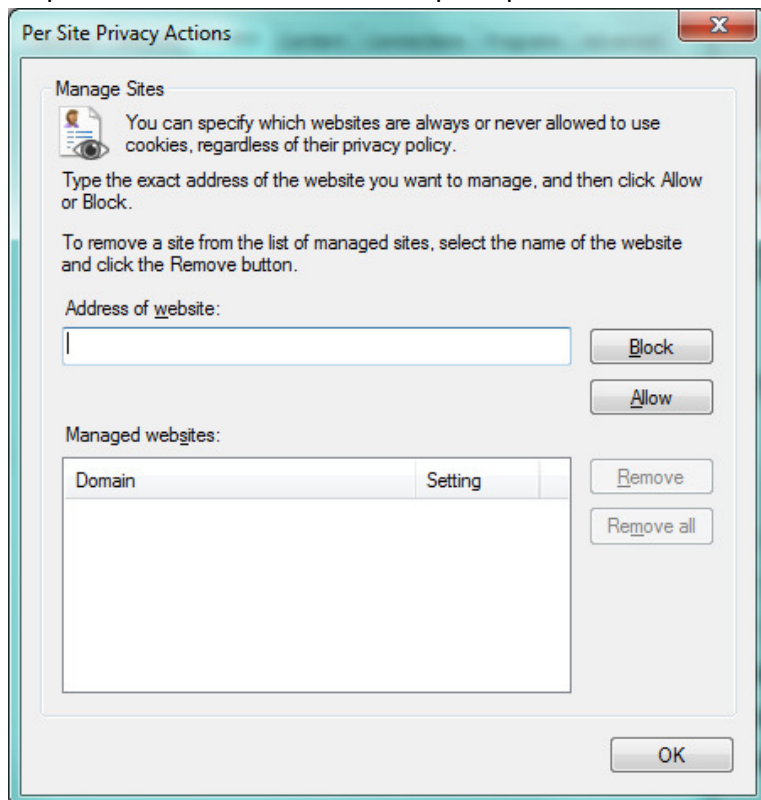 Per Site Privacy Actions
Manage Sites
You can specify which websites are always or never allowed to use
cookies, regardless of their privacy policy.
Type the exact address of the website you want to manage, and then click Allow
or Block.
To remove a site from the list of managed sites, select the name of the website
and click the Remove button.
Address of website:
Block
Allow
Managed websites:
Domain Setting
Remove
Remove all
OK